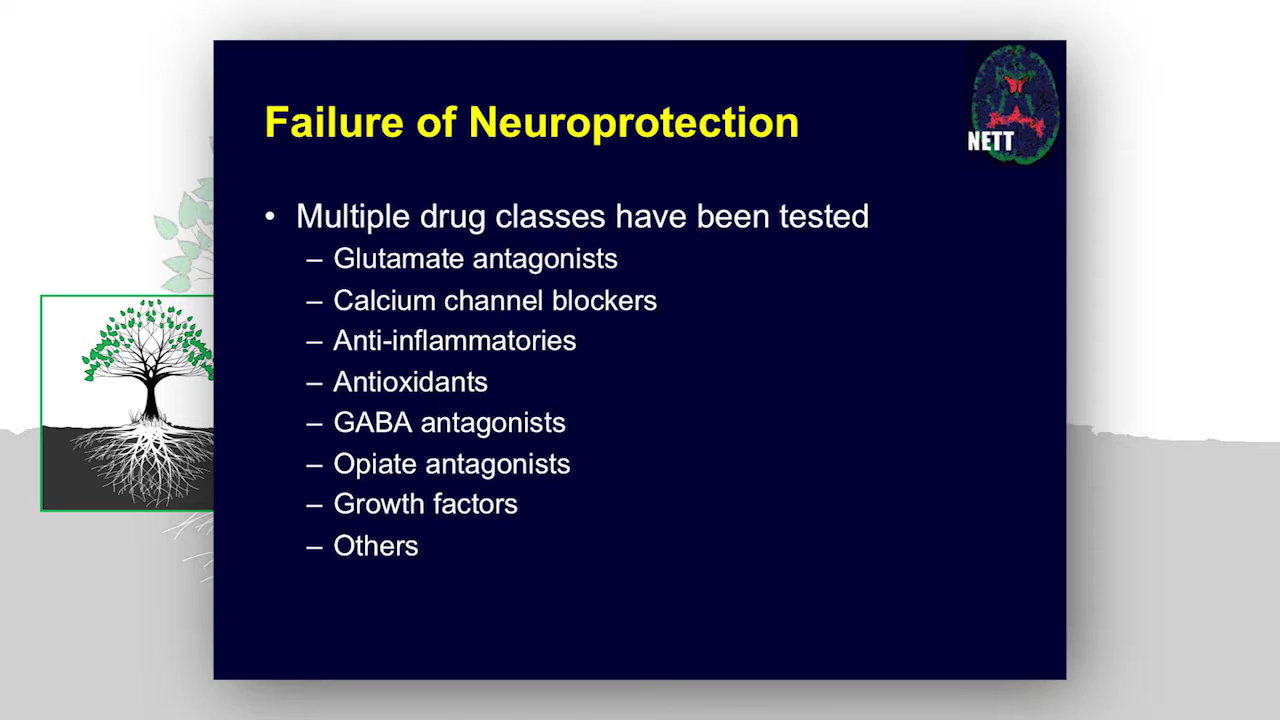 Failure of Neuroprotection
NETT
• Multiple drug classes have been tested
– Glutamate antagonists
– Calcium channel blockers
– Anti-inflammatories
– Antioxidants
– GABA antagonists
– Opiate antagonists
– Growth factors
– Others